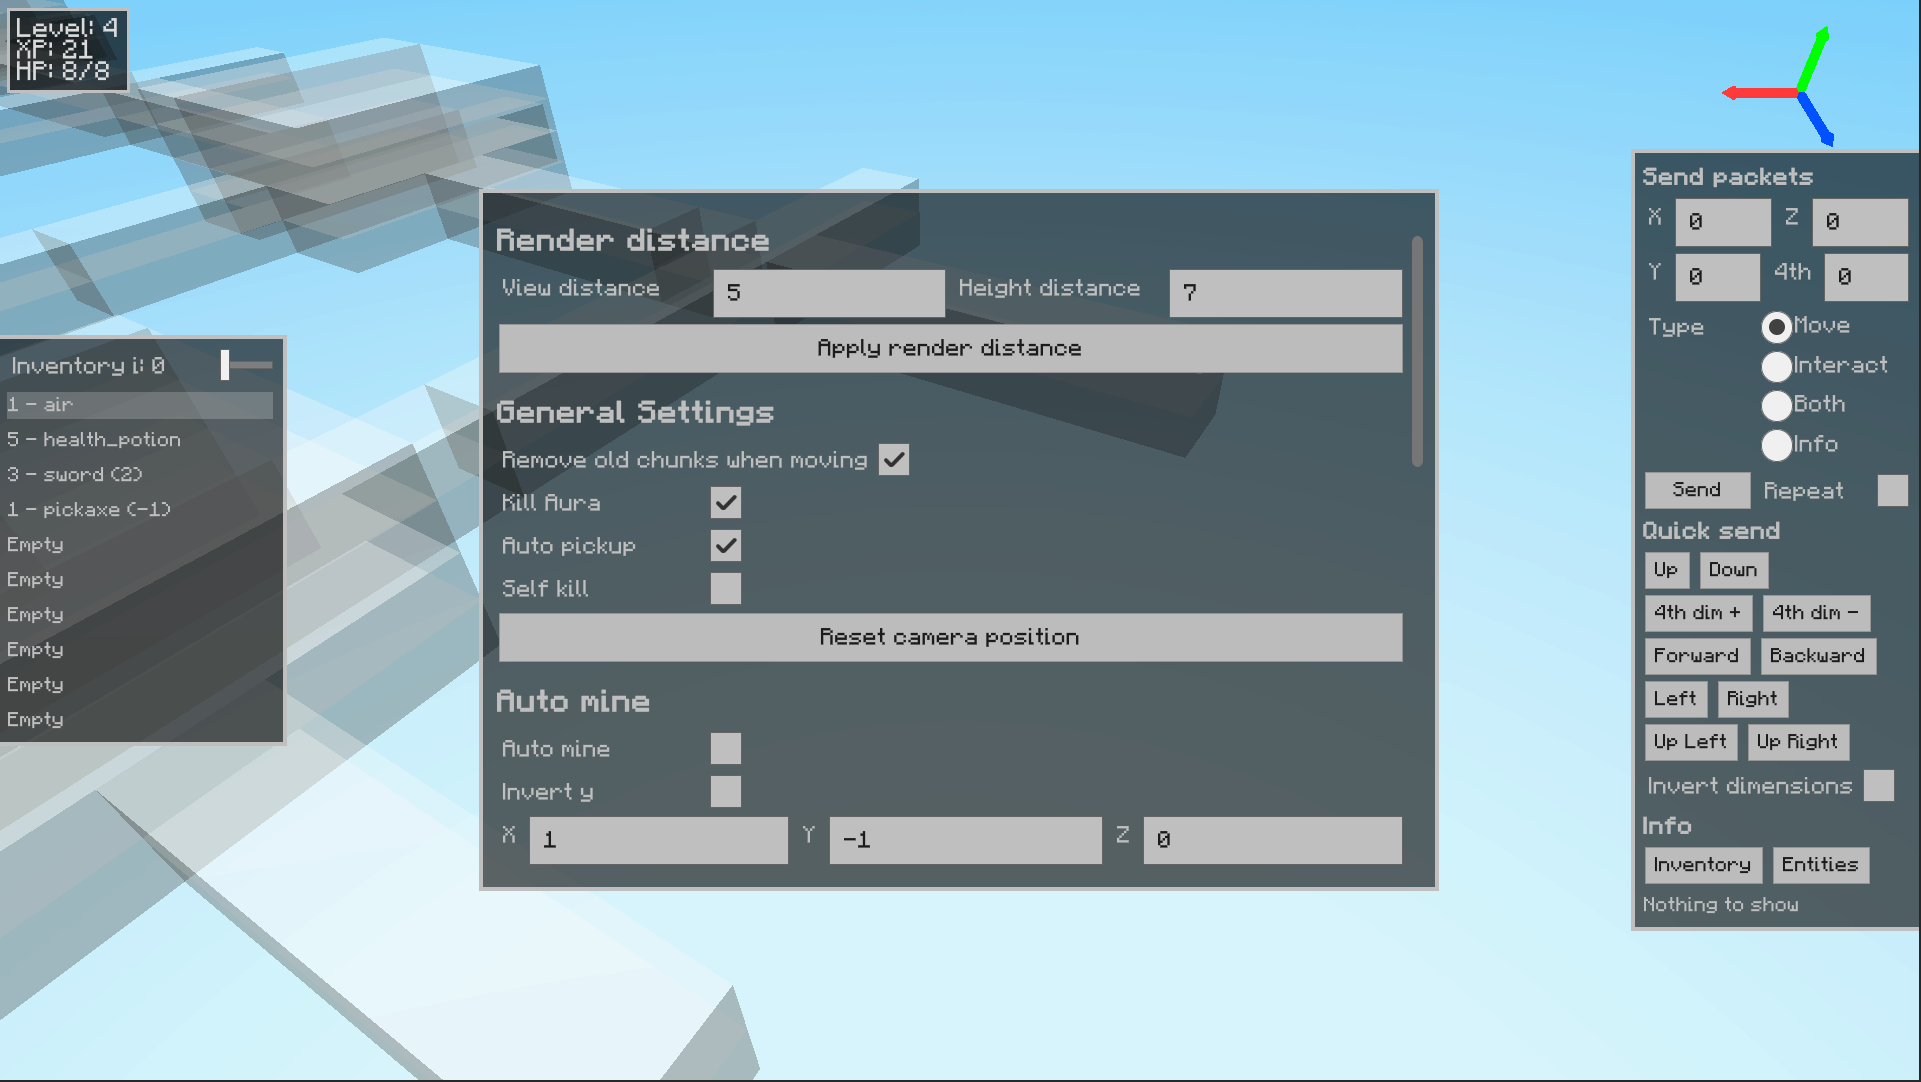 Level: 4
XP: 21
HP: 8/8
Inventory i: 0
1 - air
5 - health_potion
3 - sword (2)
1 - pickaxe (-1)
Empty
Empty
Empty
Empty
Empty
Empty
Render distance
View distance 5 Height distance 7
Apply render distance
General Settings
Remove old chunks when moving
Kill Aura
Auto pickup
Self kill
Reset camera position
Auto mine
Auto mine
Invert y
X 1 Y -1 Z 0
Send packets
X 0 Z 0
Y 0 4th 0
Type Move
Interact
Both
Info
Send Repeat
Quick send
Up Down
4th dim + 4th dim -
Forward Backward
Left Right
Up Left Up Right
Invert dimensions
Info
Inventory Entities
Nothing to show